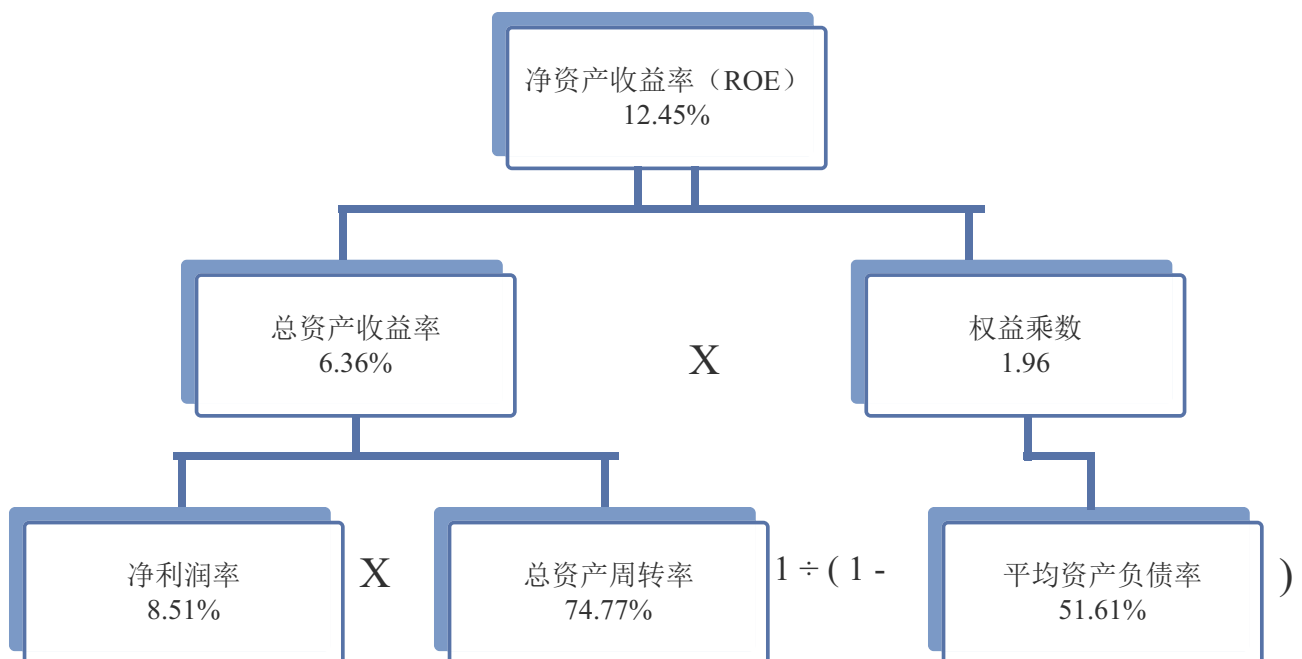 净资产收益率（ROE）
12.45%
总资产收益率
6.36%
X
权益乘数
1.96
净利润率
8.51%
X
总资产周转率
74.77%
1 ÷ ( 1 -
平均资产负债率
51.61%
)